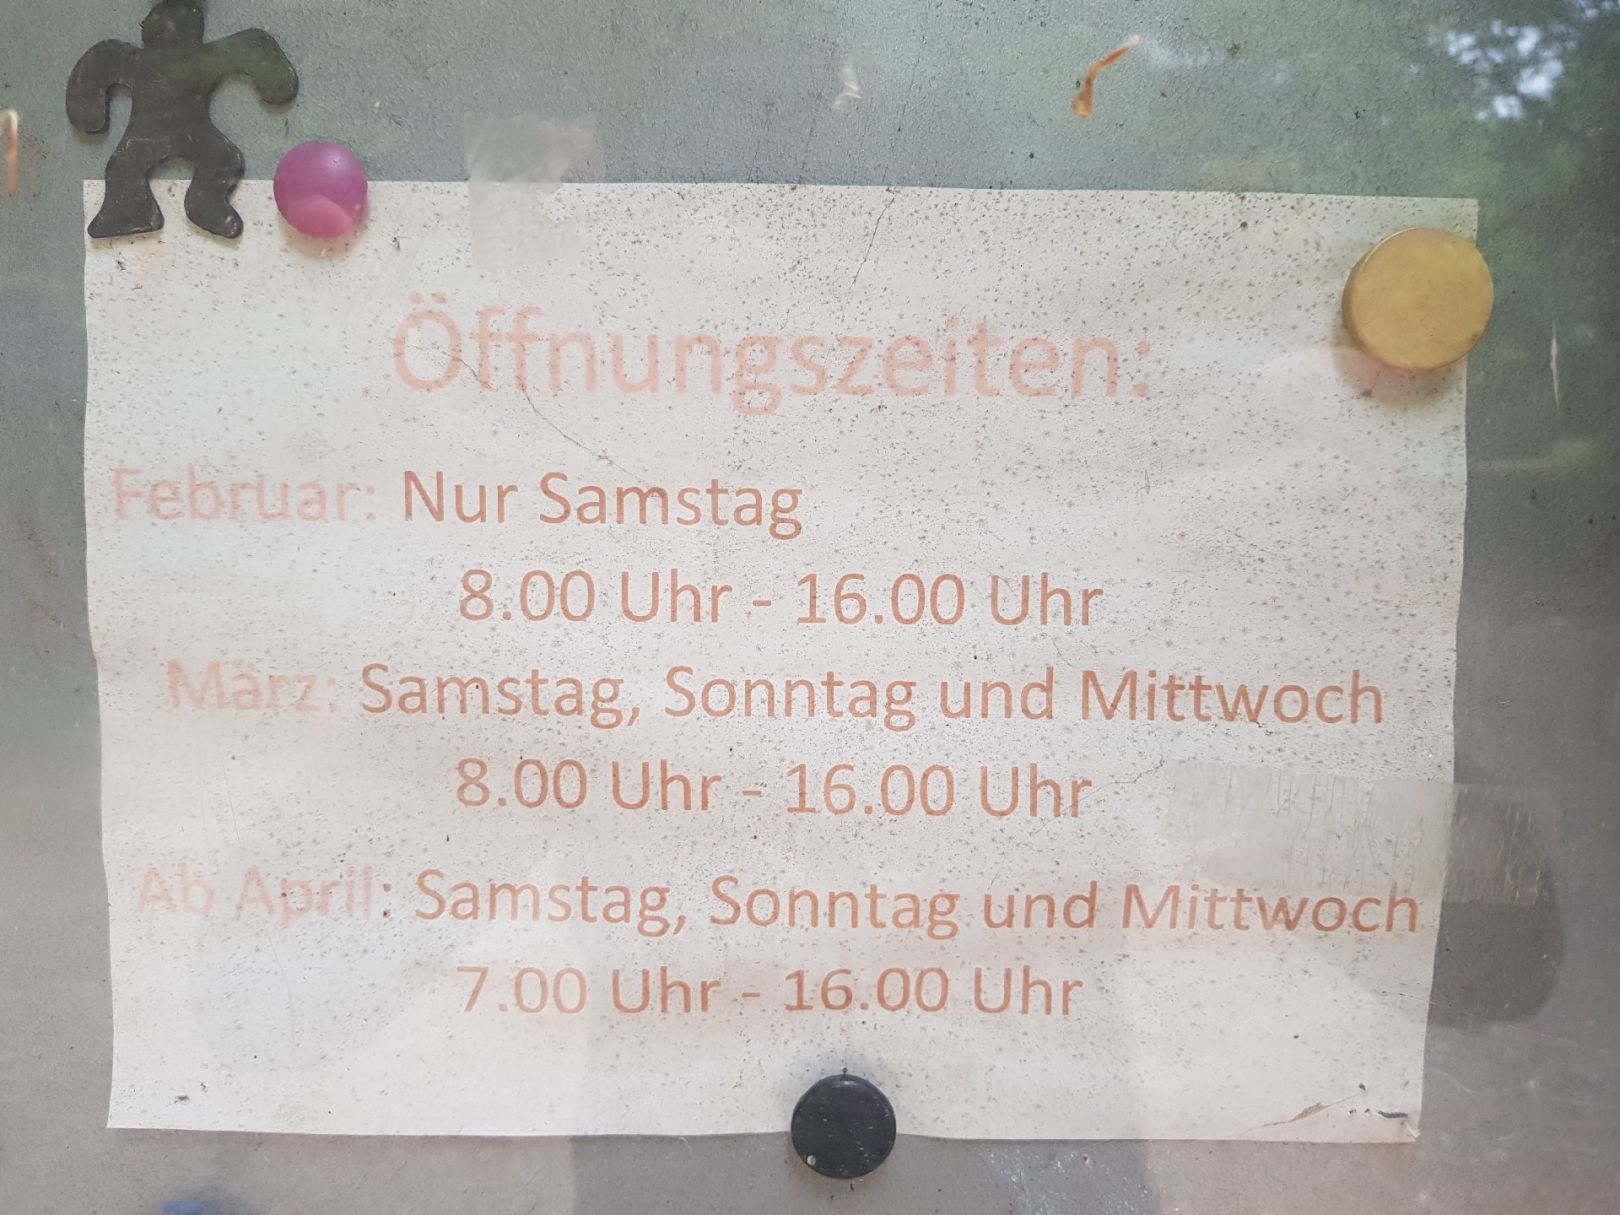 Öffnungszeiten:
Februar: Nur Samstag
8.00 Uhr - 16.00 Uhr
März: Samstag, Sonntag und Mittwoch
8.00 Uhr - 16.00 Uhr
Ab April: Samstag, Sonntag und Mittwoch
7.00 Uhr - 16.00 Uhr